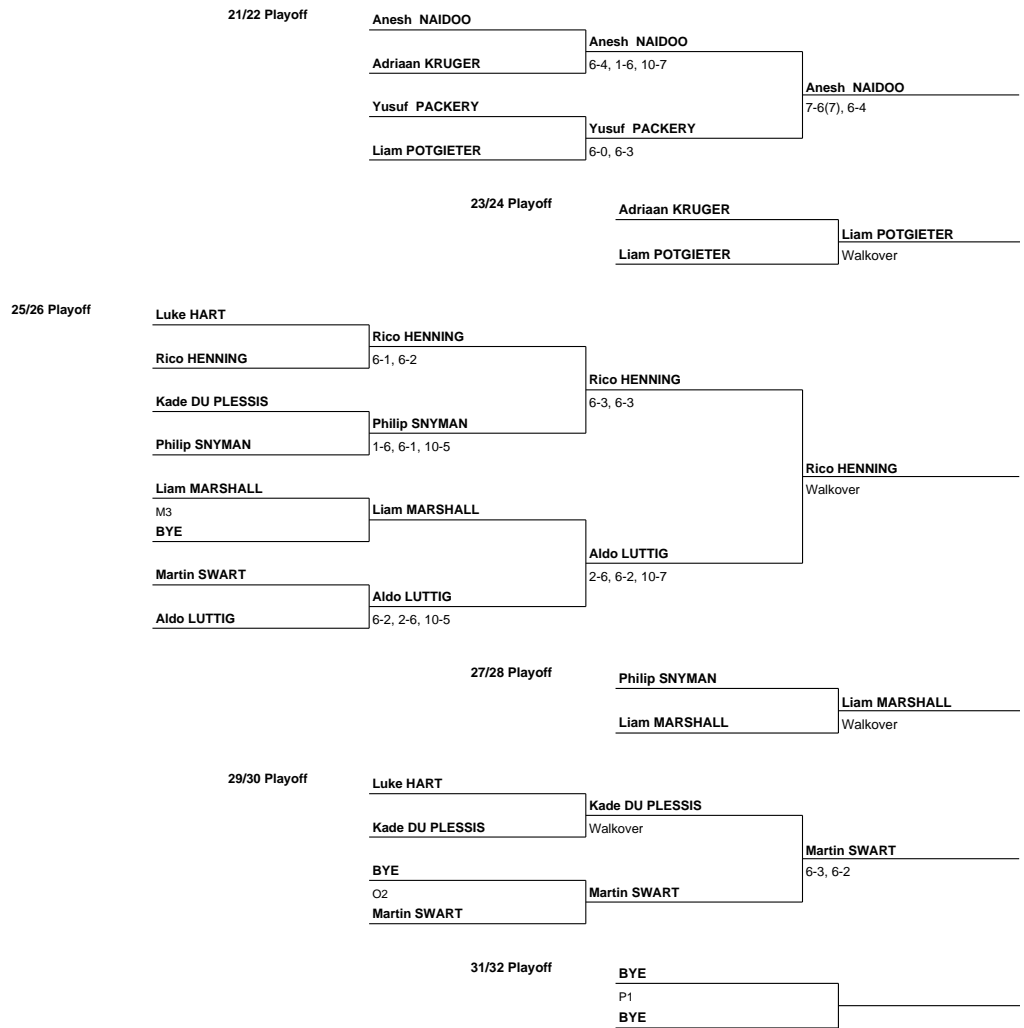 21/22 Playoff
Anesh NAIDOO
Anesh NAIDOO
Adriaan KRUGER
6-4, 1-6, 10-7
Anesh NAIDOO
Yusuf PACKERY
7-6(7), 6-4
Yusuf PACKERY
Liam POTGIETER
6-0, 6-3
23/24 Playoff
Adriaan KRUGER
Liam POTGIETER
Liam POTGIETER
Walkover
25/26 Playoff
Luke HART
Rico HENNING
Rico HENNING
6-1, 6-2
Rico HENNING
Kade DU PLESSIS
6-3, 6-3
Philip SNYMAN
Philip SNYMAN
1-6, 6-1, 10-5
Rico HENNING
Liam MARSHALL
Walkover
M3
Liam MARSHALL
BYE
Aldo LUTTIG
Martin SWART
2-6, 6-2, 10-7
Aldo LUTTIG
Aldo LUTTIG
6-2, 2-6, 10-5
27/28 Playoff
Philip SNYMAN
Liam MARSHALL
Liam MARSHALL
Walkover
29/30 Playoff
Luke HART
Kade DU PLESSIS
Kade DU PLESSIS
Walkover
Martin SWART
BYE
6-3, 6-2
O2
Martin SWART
Martin SWART
31/32 Playoff
BYE
P1
BYE